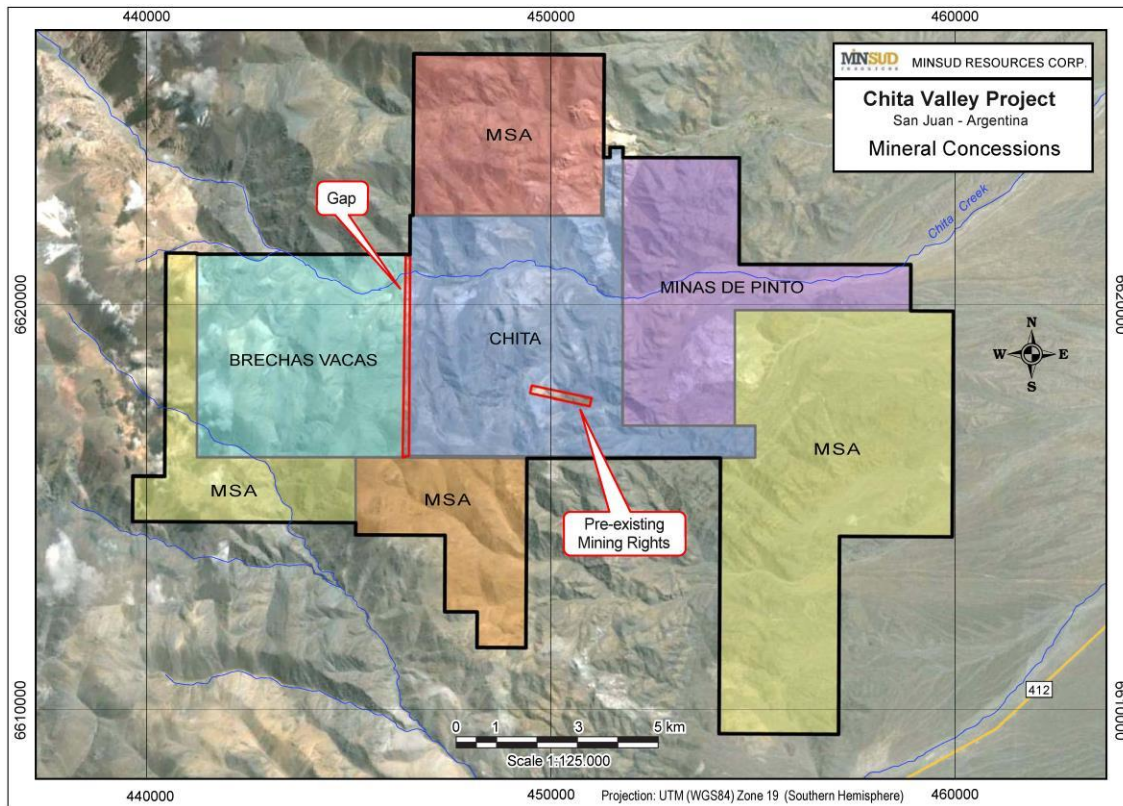 440000
450000
460000
MINSUD MINSUD RESOURCES CORP.
Chita Valley Project
San Juan - Argentina
Mineral Concessions
MSA
Gap
Chita Creek
6620000
MINAS DE PINTO
6620000
CHITA
BRECHAS VACAS
N
W E
S
MSA
MSA
MSA
Pre-existing
Mining Rights
412
6610000
6610000
0 1 3 5 km
Scale 1:125.000
440000
450000
Projection: UTM (WGS84) Zone 19 (Southern Hemisphere)
460000